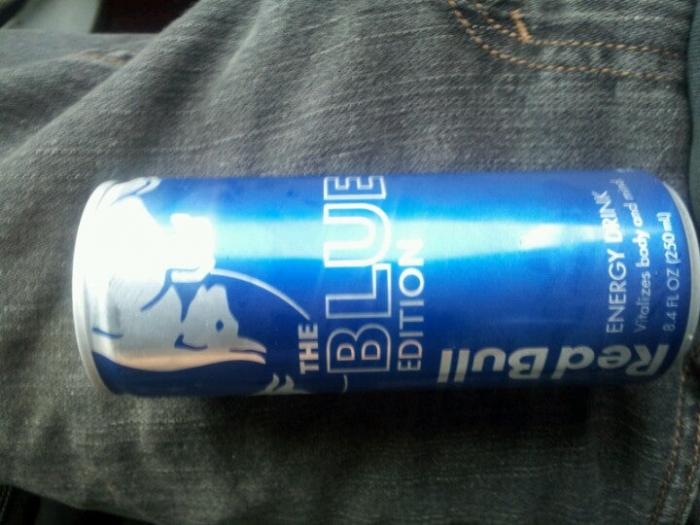 THE
BLUE
EDITION
Red Bull
ENERGY DRINK
Vitalizes body and mind
8.4 FL OZ (250 ml)